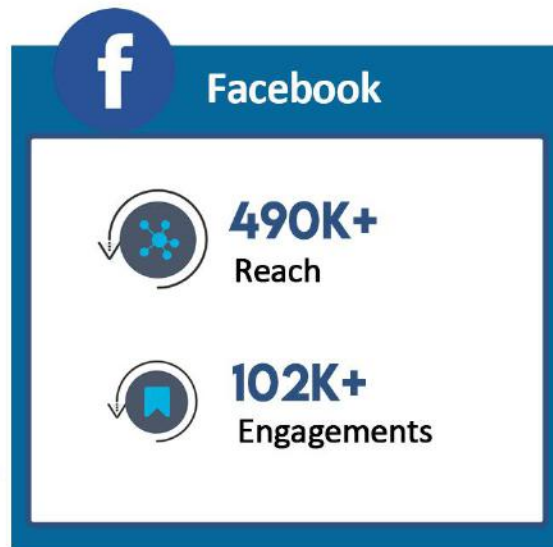 f
Facebook
490K+
Reach
102K+
Engagements